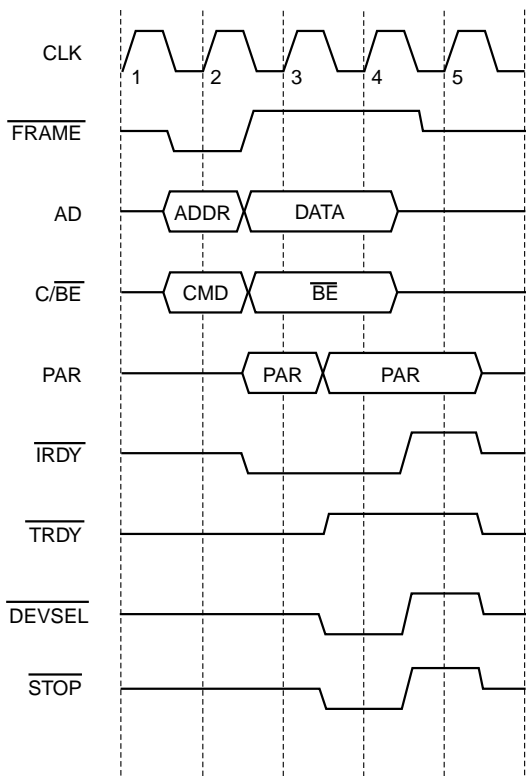 CLK
1 2 3 4 5
FRAME
AD ADDR DATA
C/BE CMD BE
PAR PAR PAR
IRDY
TRDY
DEVSEL
STOP